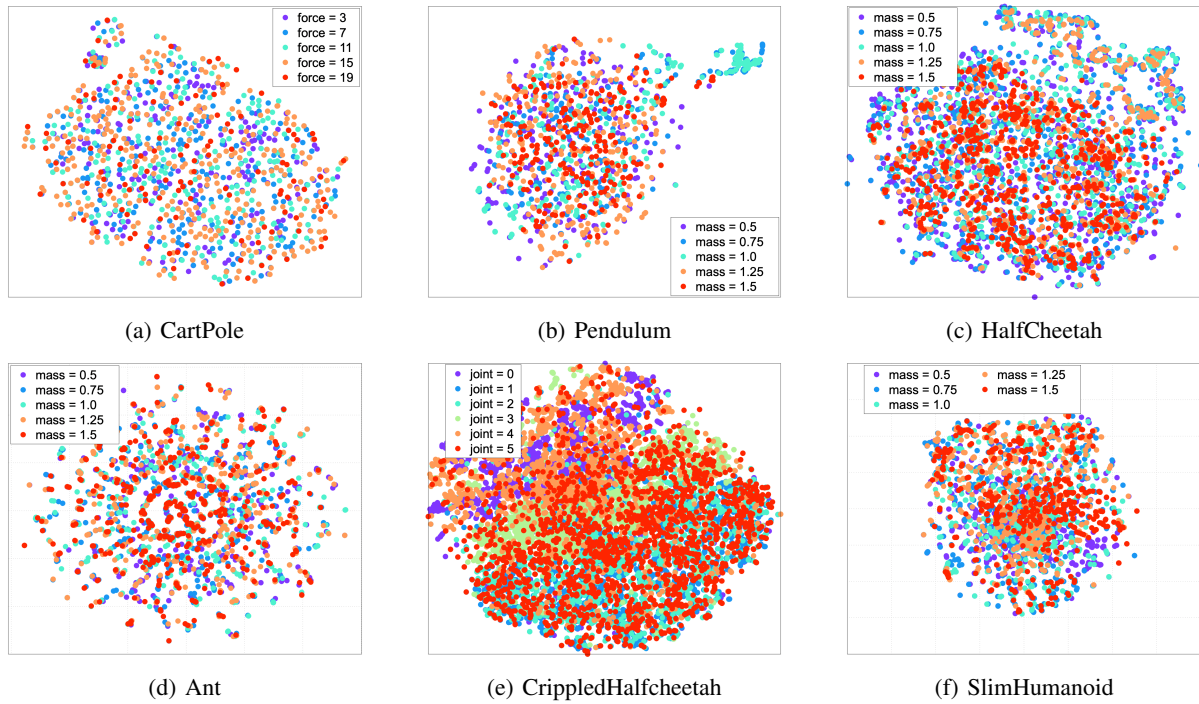 force = 3
force = 7
force = 11
force = 15
force = 19
(a) CartPole
mass = 0.5
mass = 0.75
mass = 1.0
mass = 1.25
mass = 1.5
(b) Pendulum
mass = 0.5
mass = 0.75
mass = 1.0
mass = 1.25
mass = 1.5
(c) HalfCheetah
mass = 0.5
mass = 0.75
mass = 1.0
mass = 1.25
mass = 1.5
(d) Ant
joint = 0
joint = 1
joint = 2
joint = 3
joint = 4
joint = 5
(e) CrippledHalfcheetah
mass = 0.5 mass = 1.25
mass = 0.75 mass = 1.5
mass = 1.0
(f) SlimHumanoid